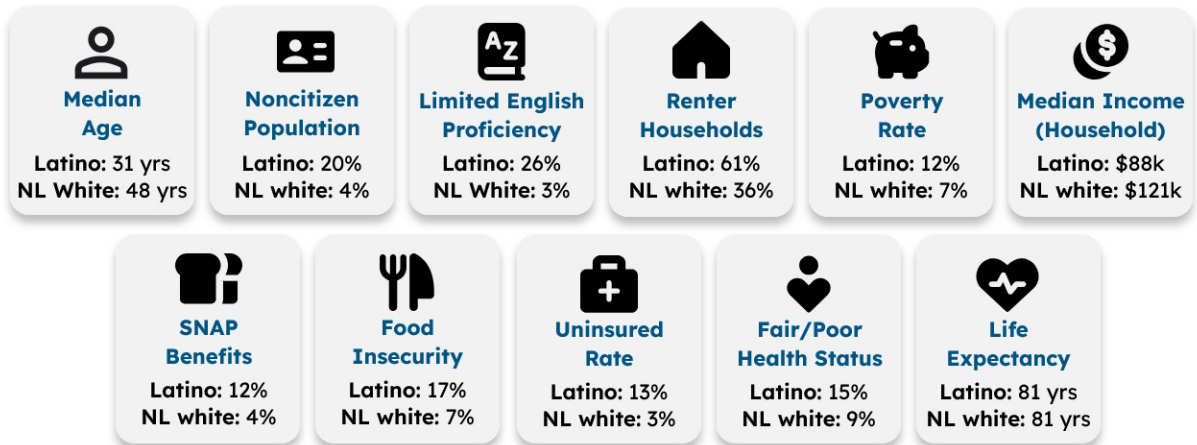 AZ
Median
Age
Latino: 31 yrs
NL White: 48 yrs
Noncitizen
Population
Latino: 20%
NL white: 4%
Limited English
Proficiency
Latino: 26%
NL White: 3%
Renter
Households
Latino: 61%
NL white: 36%
Poverty
Rate
Latino: 12%
NL white: 7%
$
Median Income
(Household)
Latino: $88k
NL white: $121k
SNAP
Benefits
Latino: 12%
NL white: 4%
Food
Insecurity
Latino: 17%
NL white: 7%
Uninsured
Rate
Latino: 13%
NL white: 3%
Fair/Poor
Health Status
Latino: 15%
NL white: 9%
Life
Expectancy
Latino: 81 yrs
NL white: 81 yrs